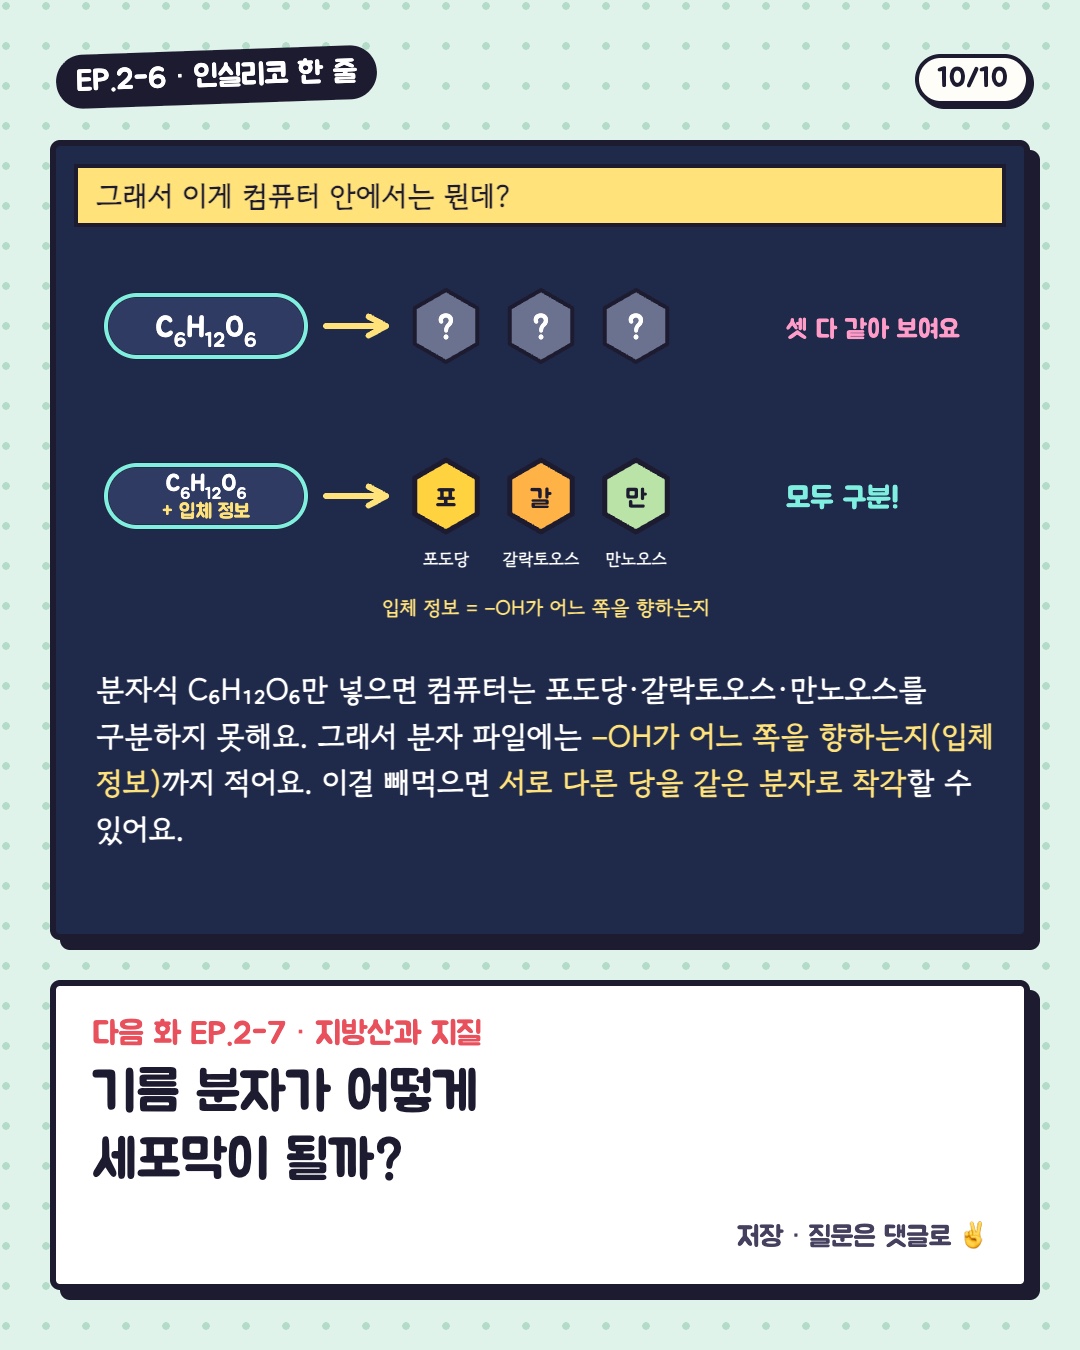 EP.2-6 · 인실리코 한 줄
10/10
그래서 이게 컴퓨터 안에서는 뭔데?
C₆H₁₂O₆
? ? ?
셋 다 같아 보여요
C₆H₁₂O₆
+ 입체 정보
포 갈 만
모두 구분!
포도당 갈락토오스 만노오스
입체 정보 = –OH가 어느 쪽을 향하는지
분자식 C₆H₁₂O₆만 넣으면 컴퓨터는 포도당·갈락토오스·만노오스를
구분하지 못해요. 그래서 분자 파일에는 –OH가 어느 쪽을 향하는지(입체
정보)까지 적어요. 이걸 빼먹으면 서로 다른 당을 같은 분자로 착각할 수
있어요.
다음 화 EP.2-7 · 지방산과 지질
기름 분자가 어떻게
세포막이 될까?
저장 · 질문은 댓글로 ✌️